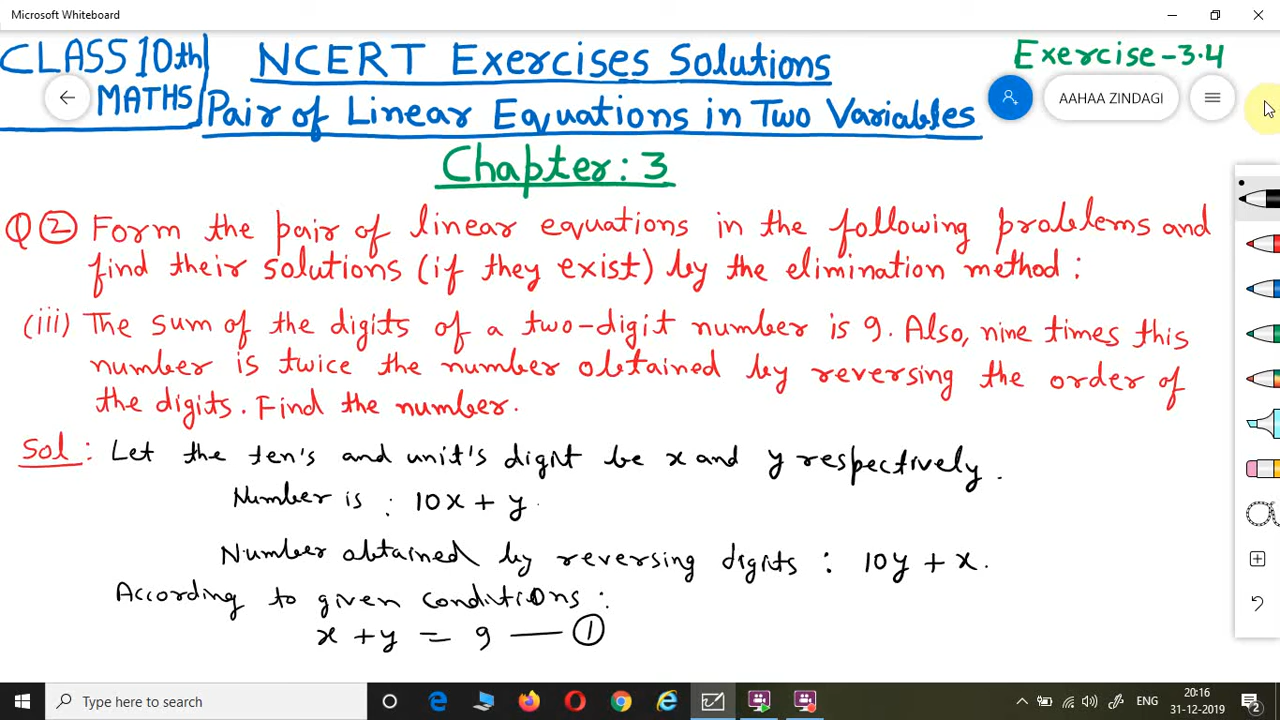 Microsoft Whiteboard
CLASS 10th
MATHS
NCERT Exercises Solutions
Exercise-3.4
AAHAA ZINDAGI
Pair of Linear Equations in Two Variables
Chapter: 3
Q② Form the pair of linear equations in the following problems and
find their solutions (if they exist) by the elimination method:
(iii) The sum of the digits of a two-digit number is 9. Also, nine times this
number is twice the number obtained by reversing the order of
the digits. Find the number.
Sol: Let the ten's and unit's digit be x and y respectively.
Number is : 10x + y
Number obtained by reversing digits : 10y + x.
According to given conditions:
x + y = 9 — ①
Type here to search
ENG
20:16
31-12-2019
2